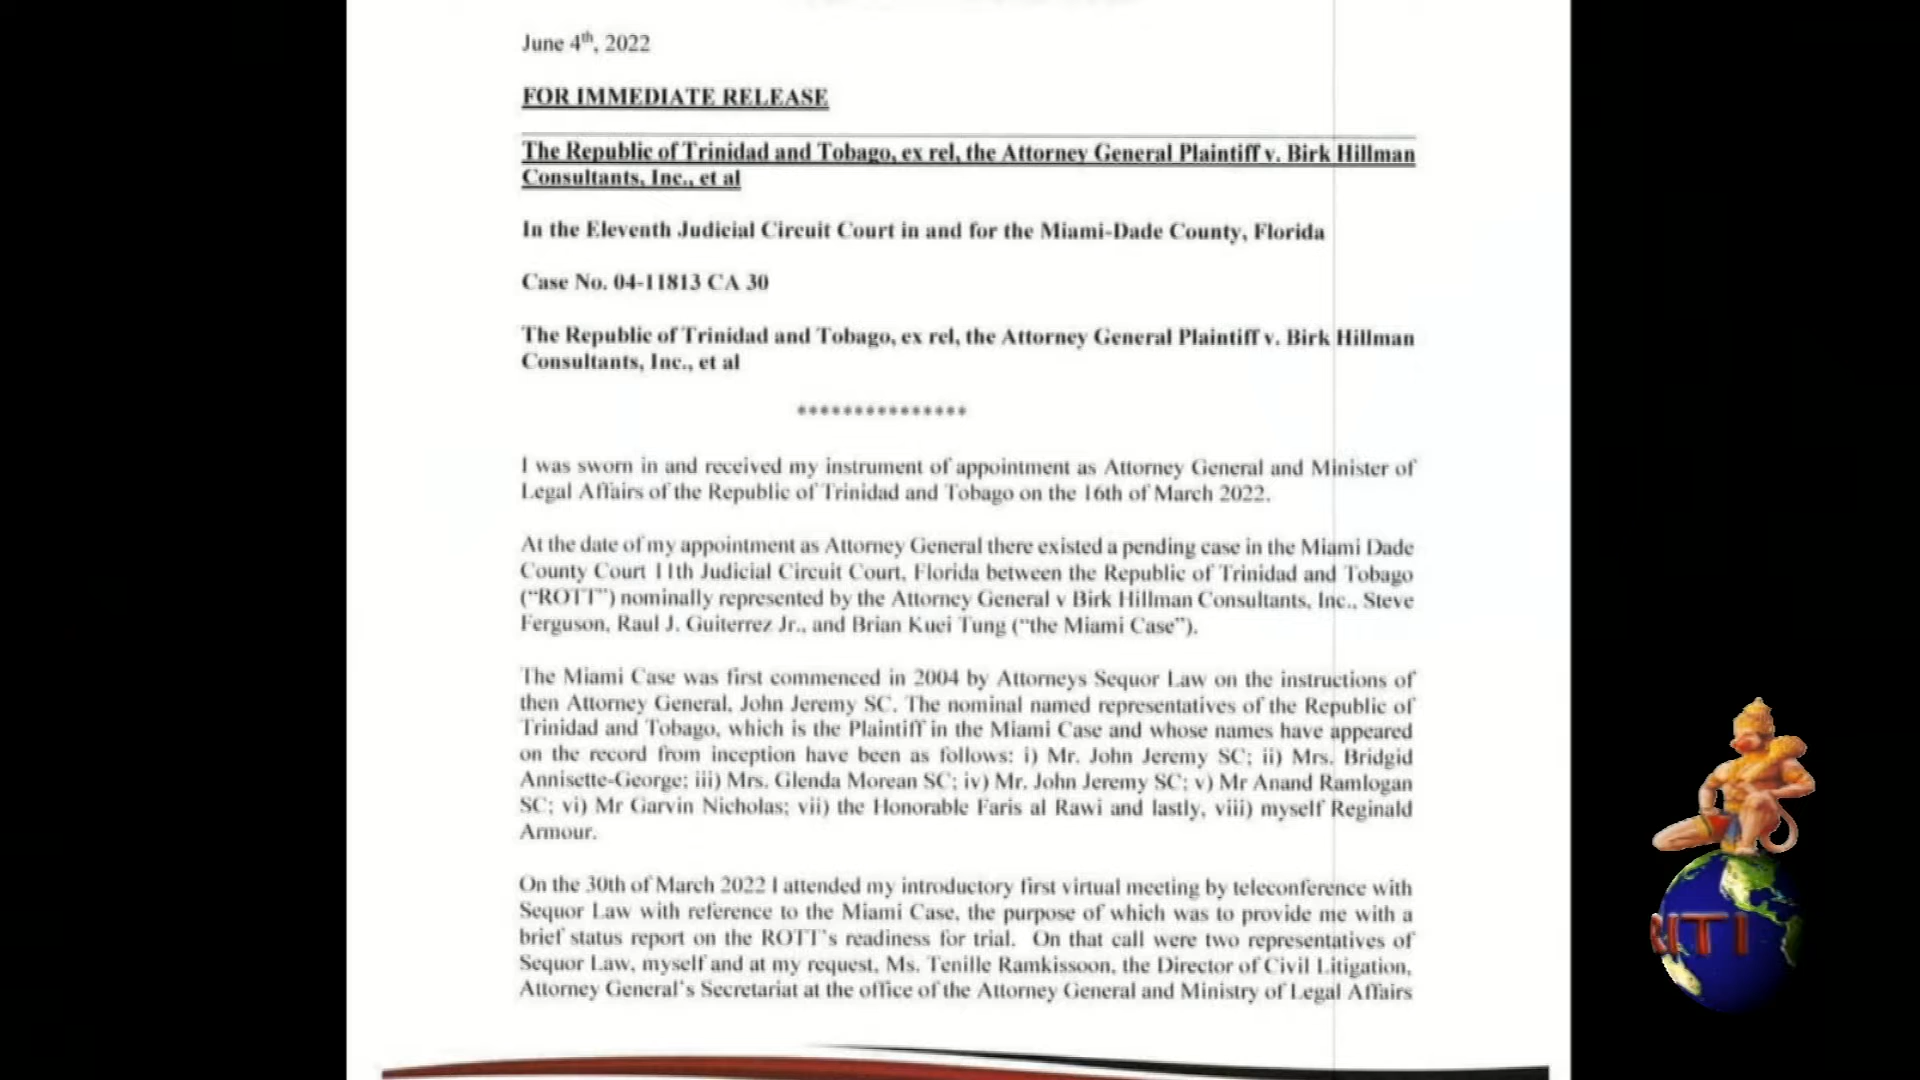 June 4th, 2022
FOR IMMEDIATE RELEASE
The Republic of Trinidad and Tobago, ex rel, the Attorney General Plaintiff v. Birk Hillman
Consultants, Inc., et al
In the Eleventh Judicial Circuit Court in and for the Miami-Dade County, Florida
Case No. 04-11813 CA 30
The Republic of Trinidad and Tobago, ex rel, the Attorney General Plaintiff v. Birk Hillman
Consultants, Inc., et al
***************
I was sworn in and received my instrument of appointment as Attorney General and Minister of
Legal Affairs of the Republic of Trinidad and Tobago on the 16th of March 2022.
At the date of my appointment as Attorney General there existed a pending case in the Miami Dade
County Court 11th Judicial Circuit Court, Florida between the Republic of Trinidad and Tobago
("ROTT") nominally represented by the Attorney General v Birk Hillman Consultants, Inc., Steve
Ferguson, Raul J. Guiterrez Jr., and Brian Kuei Tung ("the Miami Case").
The Miami Case was first commenced in 2004 by Attorneys Sequor Law on the instructions of
then Attorney General, John Jeremy SC. The nominal named representatives of the Republic of
Trinidad and Tobago, which is the Plaintiff in the Miami Case and whose names have appeared
on the record from inception have been as follows: i) Mr. John Jeremy SC; ii) Mrs. Bridgid
Annisette-George; iii) Mrs. Glenda Morean SC; iv) Mr. John Jeremy SC; v) Mr Anand Ramlogan
SC; vi) Mr Garvin Nicholas; vii) the Honorable Faris al Rawi and lastly, viii) myself Reginald
Armour.
On the 30th of March 2022 I attended my introductory first virtual meeting by teleconference with
Sequor Law with reference to the Miami Case, the purpose of which was to provide me with a
brief status report on the ROTT's readiness for trial. On that call were two representatives of
Sequor Law, myself and at my request, Ms. Tenille Ramkissoon, the Director of Civil Litigation,
Attorney General's Secretariat at the office of the Attorney General and Ministry of Legal Affairs